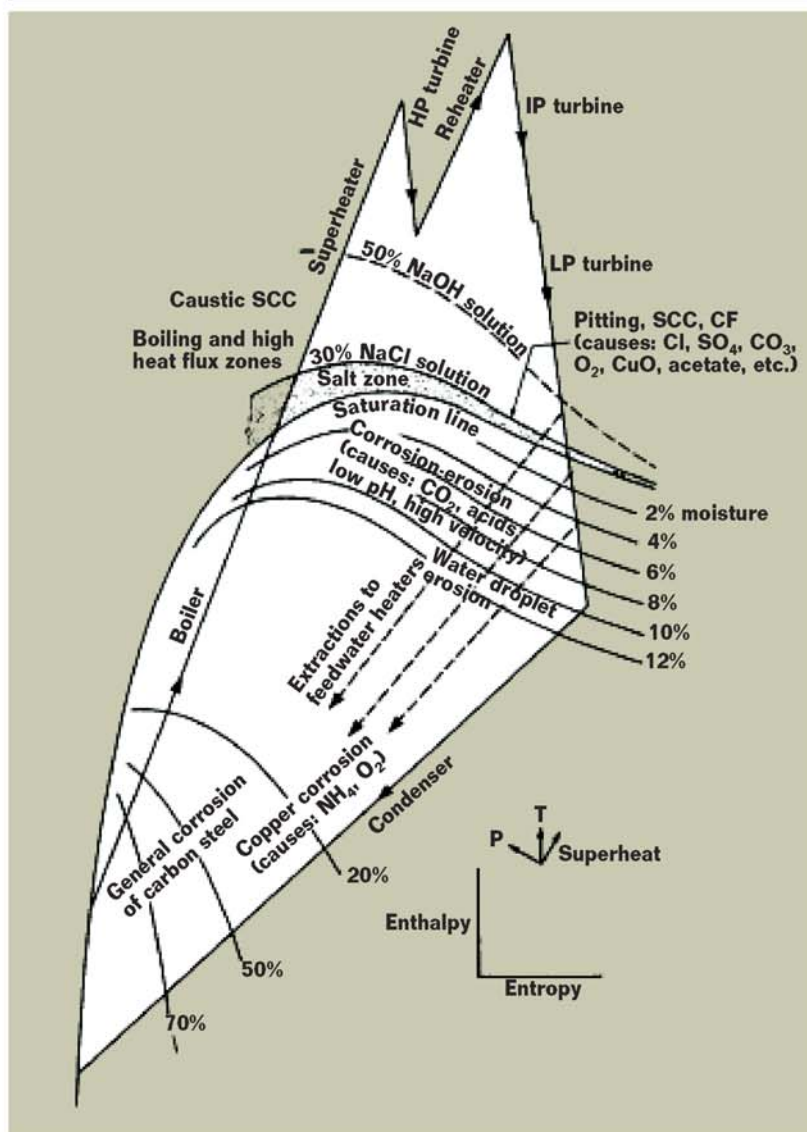 HP turbine
Reheater
IP turbine
Superheater
LP turbine
50% NaOH solution
Caustic SCC
Boiling and high
heat flux zones
Pitting, SCC, CF
(causes: Cl, SO₄, CO₃,
O₂, CuO, acetate, etc.)
30% NaCl solution
Salt zone
Saturation line
Corrosion-erosion
(causes: CO₂, acids,
low pH, high velocity)
Water droplet
erosion
2% moisture
4%
6%
8%
10%
12%
Boiler
Extractions to
feedwater heaters
Condenser
Copper corrosion
(causes: NH₄, O₂)
General corrosion
of carbon steel
20%
50%
70%
T
P
Superheat
Enthalpy
Entropy